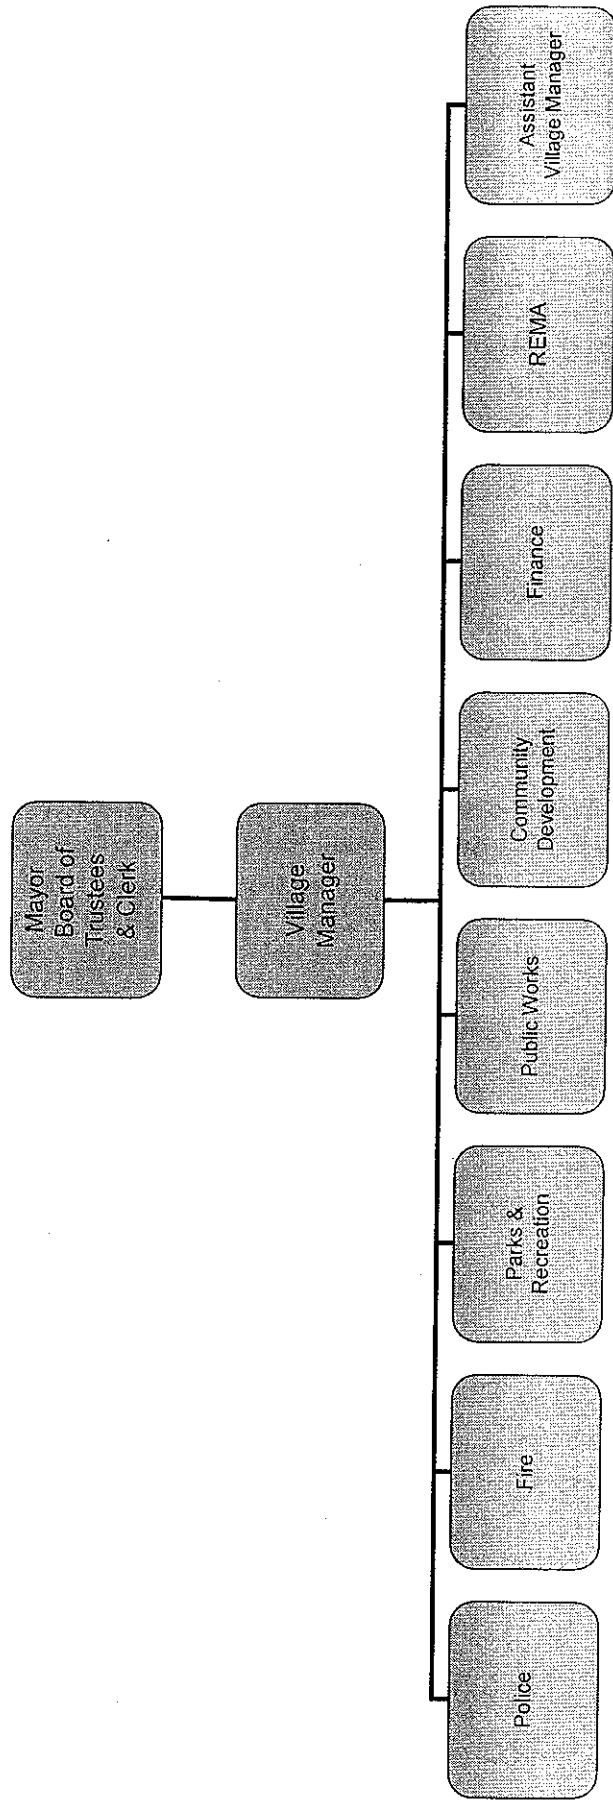 Mayor
Board of
Trustees
& Clerk
Village
Manager
Police
Fire
Parks &
Recreation
Public Works
Community
Development
Finance
REMA
Assistant
Village Manager